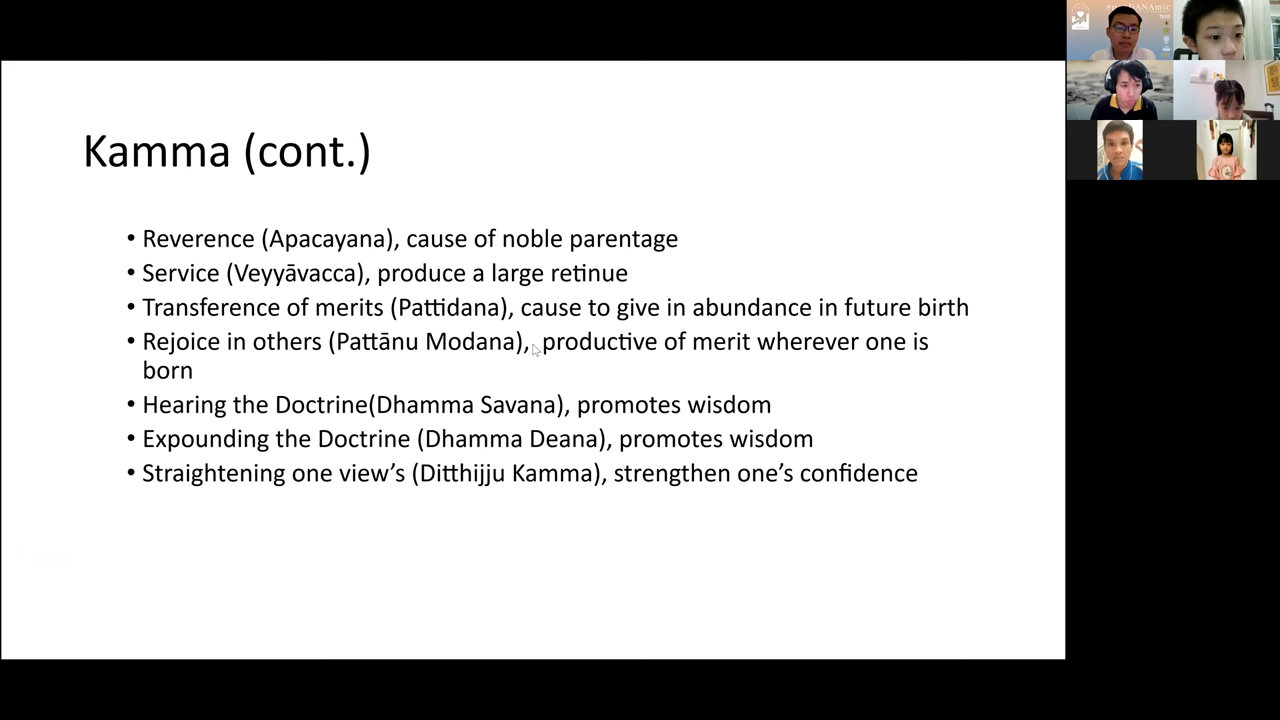 Kamma (cont.)
• Reverence (Apacayana), cause of noble parentage
• Service (Veyyāvacca), produce a large retinue
• Transference of merits (Pattidana), cause to give in abundance in future birth
• Rejoice in others (Pattānu Modana), productive of merit wherever one is
born
• Hearing the Doctrine(Dhamma Savana), promotes wisdom
• Expounding the Doctrine (Dhamma Deana), promotes wisdom
• Straightening one view’s (Ditthijju Kamma), strengthen one’s confidence